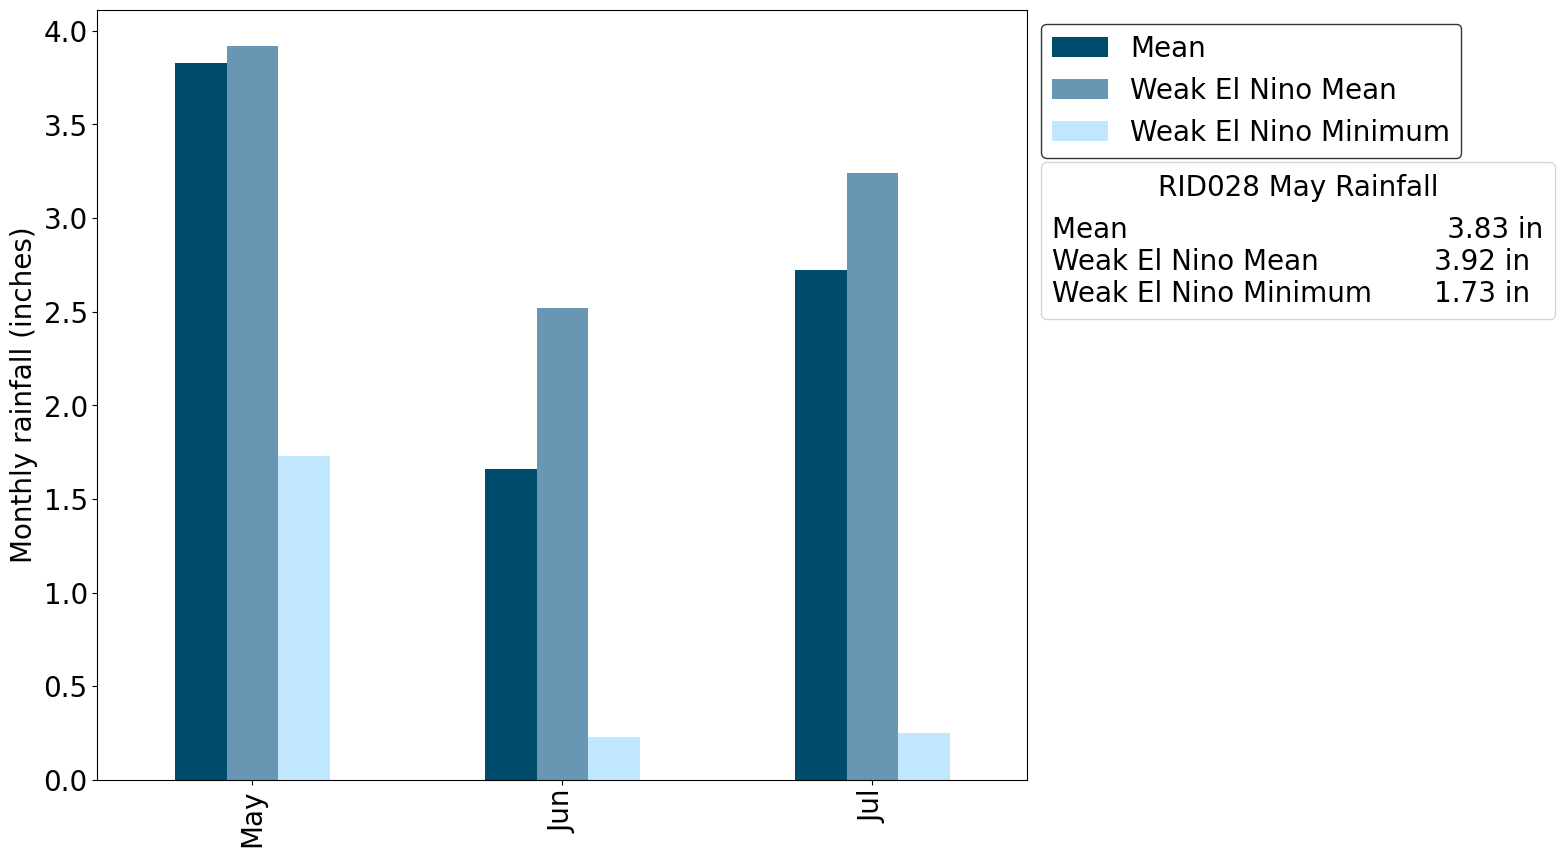 4.0
3.5
3.0
2.5
2.0
1.5
1.0
0.5
0.0
Monthly rainfall (inches)
May
Jun
Jul
Mean
Weak El Nino Mean
Weak El Nino Minimum
RID028 May Rainfall
Mean 3.83 in
Weak El Nino Mean 3.92 in
Weak El Nino Minimum 1.73 in